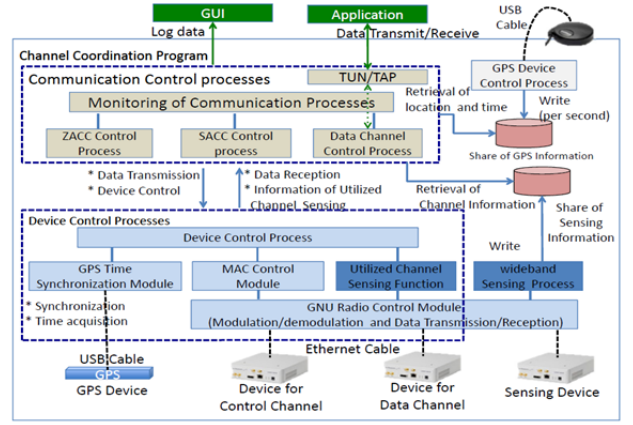 GUI
Application
USB
Cable
Log data
Data Transmit/Receive
Channel Coordination Program
Communication Control processes
TUN/TAP
GPS Device
Control Process
Monitoring of Communication Processes
Retrieval of
location and time
Write
(per second)
ZACC Control
Process
SACC Control
process
Data Channel
Control Process
Share of GPS Information
* Data Transmission
* Device Control
* Data Reception
* Information of Utilized
Channel Sensing
Retrieval of
Channel Information
Share of
Sensing
Information
Device Control Processes
Device Control Process
Write
GPS Time
Synchronization Module
MAC Control
Module
Utilized Channel
Sensing Function
wideband
Sensing Process
* Synchronization
* Time acquisition
GNU Radio Control Module
(Modulation/demodulation and Data Transmission/Reception)
Ethernet Cable
USB Cable
GPS
GPS Device
Device for
Control Channel
Device for
Data Channel
Sensing Device